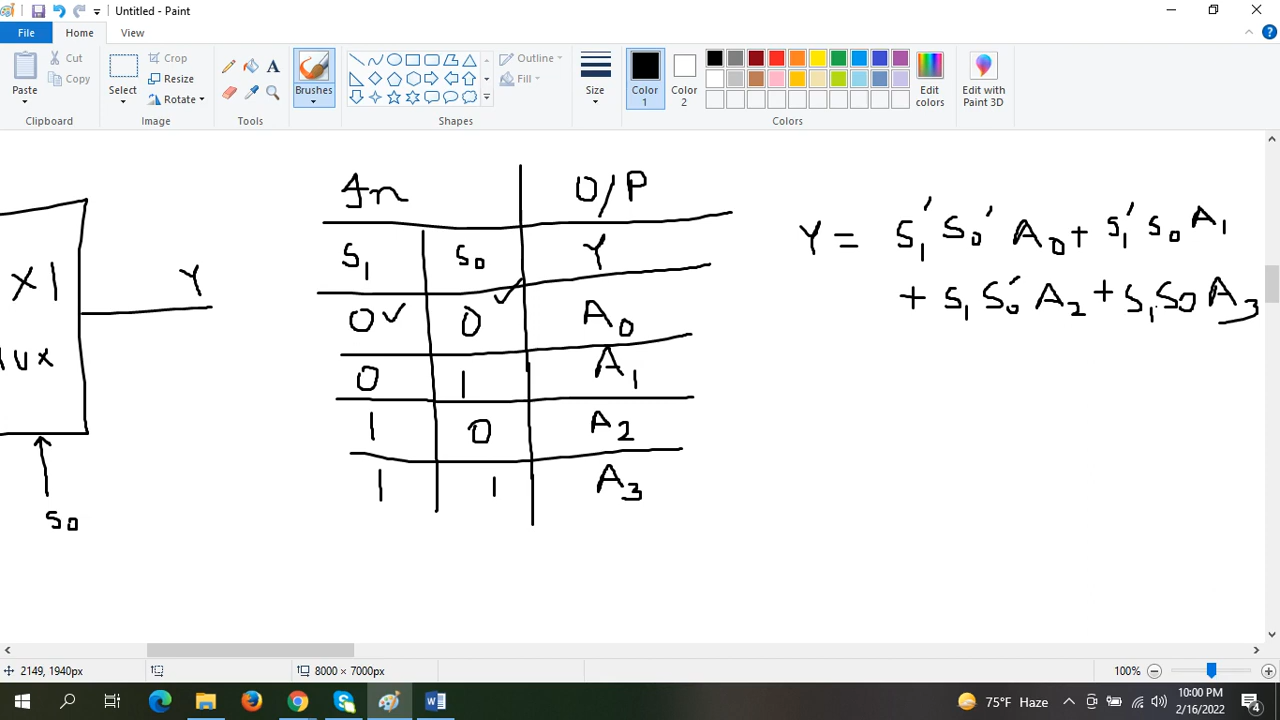 Untitled - Paint
File Home View
Paste
Cut
Copy
Clipboard
Select
Crop
Resize
Rotate
Image
Tools
A
Brushes
Shapes
Outline
Fill
Size
Color 1
Color 2
Colors
Edit colors
Edit with Paint 3D
In O/P
S1 S0 Y
0 ✓ 0 ✓ A0
0 1 A1
1 0 A2
1 1 A3
X1
Y
ux
S0
Y = S1' S0' A0 + S1' S0 A1
+ S1 S0' A2 + S1 S0 A3
2149, 1940px
8000 × 7000px
100%
75°F Haze
10:00 PM
2/16/2022
4